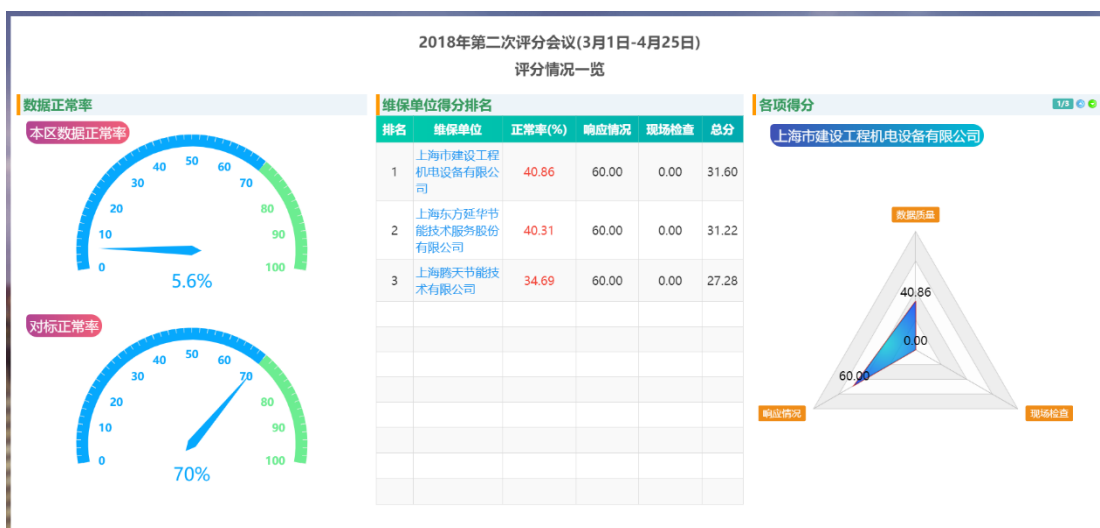 2018年第二次评分会议(3月1日-4月25日)
评分情况一览
数据正常率
本区数据正常率
0
10
20
30
40
50
60
70
80
90
100
5.6%
对标正常率
0
10
20
30
40
50
60
70
80
90
100
70%
维保单位得分排名
排名 维保单位 正常率(%) 响应情况 现场检查 总分
1 上海市建设工程 40.86 60.00 0.00 31.60
机电设备有限公
司
2 上海东方延华节 40.31 60.00 0.00 31.22
能技术服务股份
有限公司
3 上海腾天节能技 34.69 60.00 0.00 27.28
术有限公司
各项得分
1/3
上海市建设工程机电设备有限公司
数据质量
40.86
0.00
60.00
响应情况
现场检查